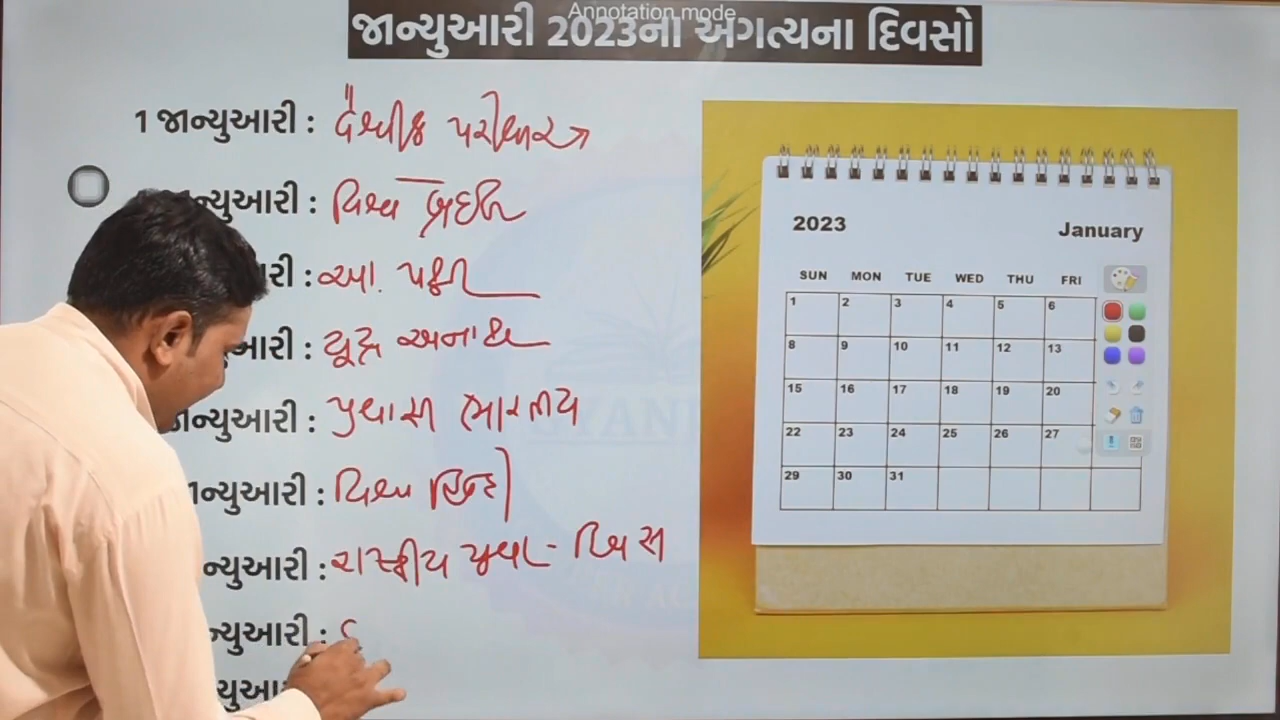 Annotation mode
જાન્યુઆરી 2023ના અગત્યના દિવસો
1 જાન્યુઆરી : વૈશ્વીક પરીવાર
ન્યુઆરી : વિશ્વ બ્રેઈલ
રી : આં. પક્ષી
આરી : યુદ્ધ અનાથ
જાન્યુઆરી : પ્રવાસી ભારતીય
ાન્યુઆરી : વિશ્વ હિન્દી
ન્યુઆરી : રાષ્ટ્રીય યુવા - દિવસ
ન્યુઆરી :
યુઆ
2023 January
SUN MON TUE WED THU FRI
1 2 3 4 5 6
8 9 10 11 12 13
15 16 17 18 19 20
22 23 24 25 26 27
29 30 31